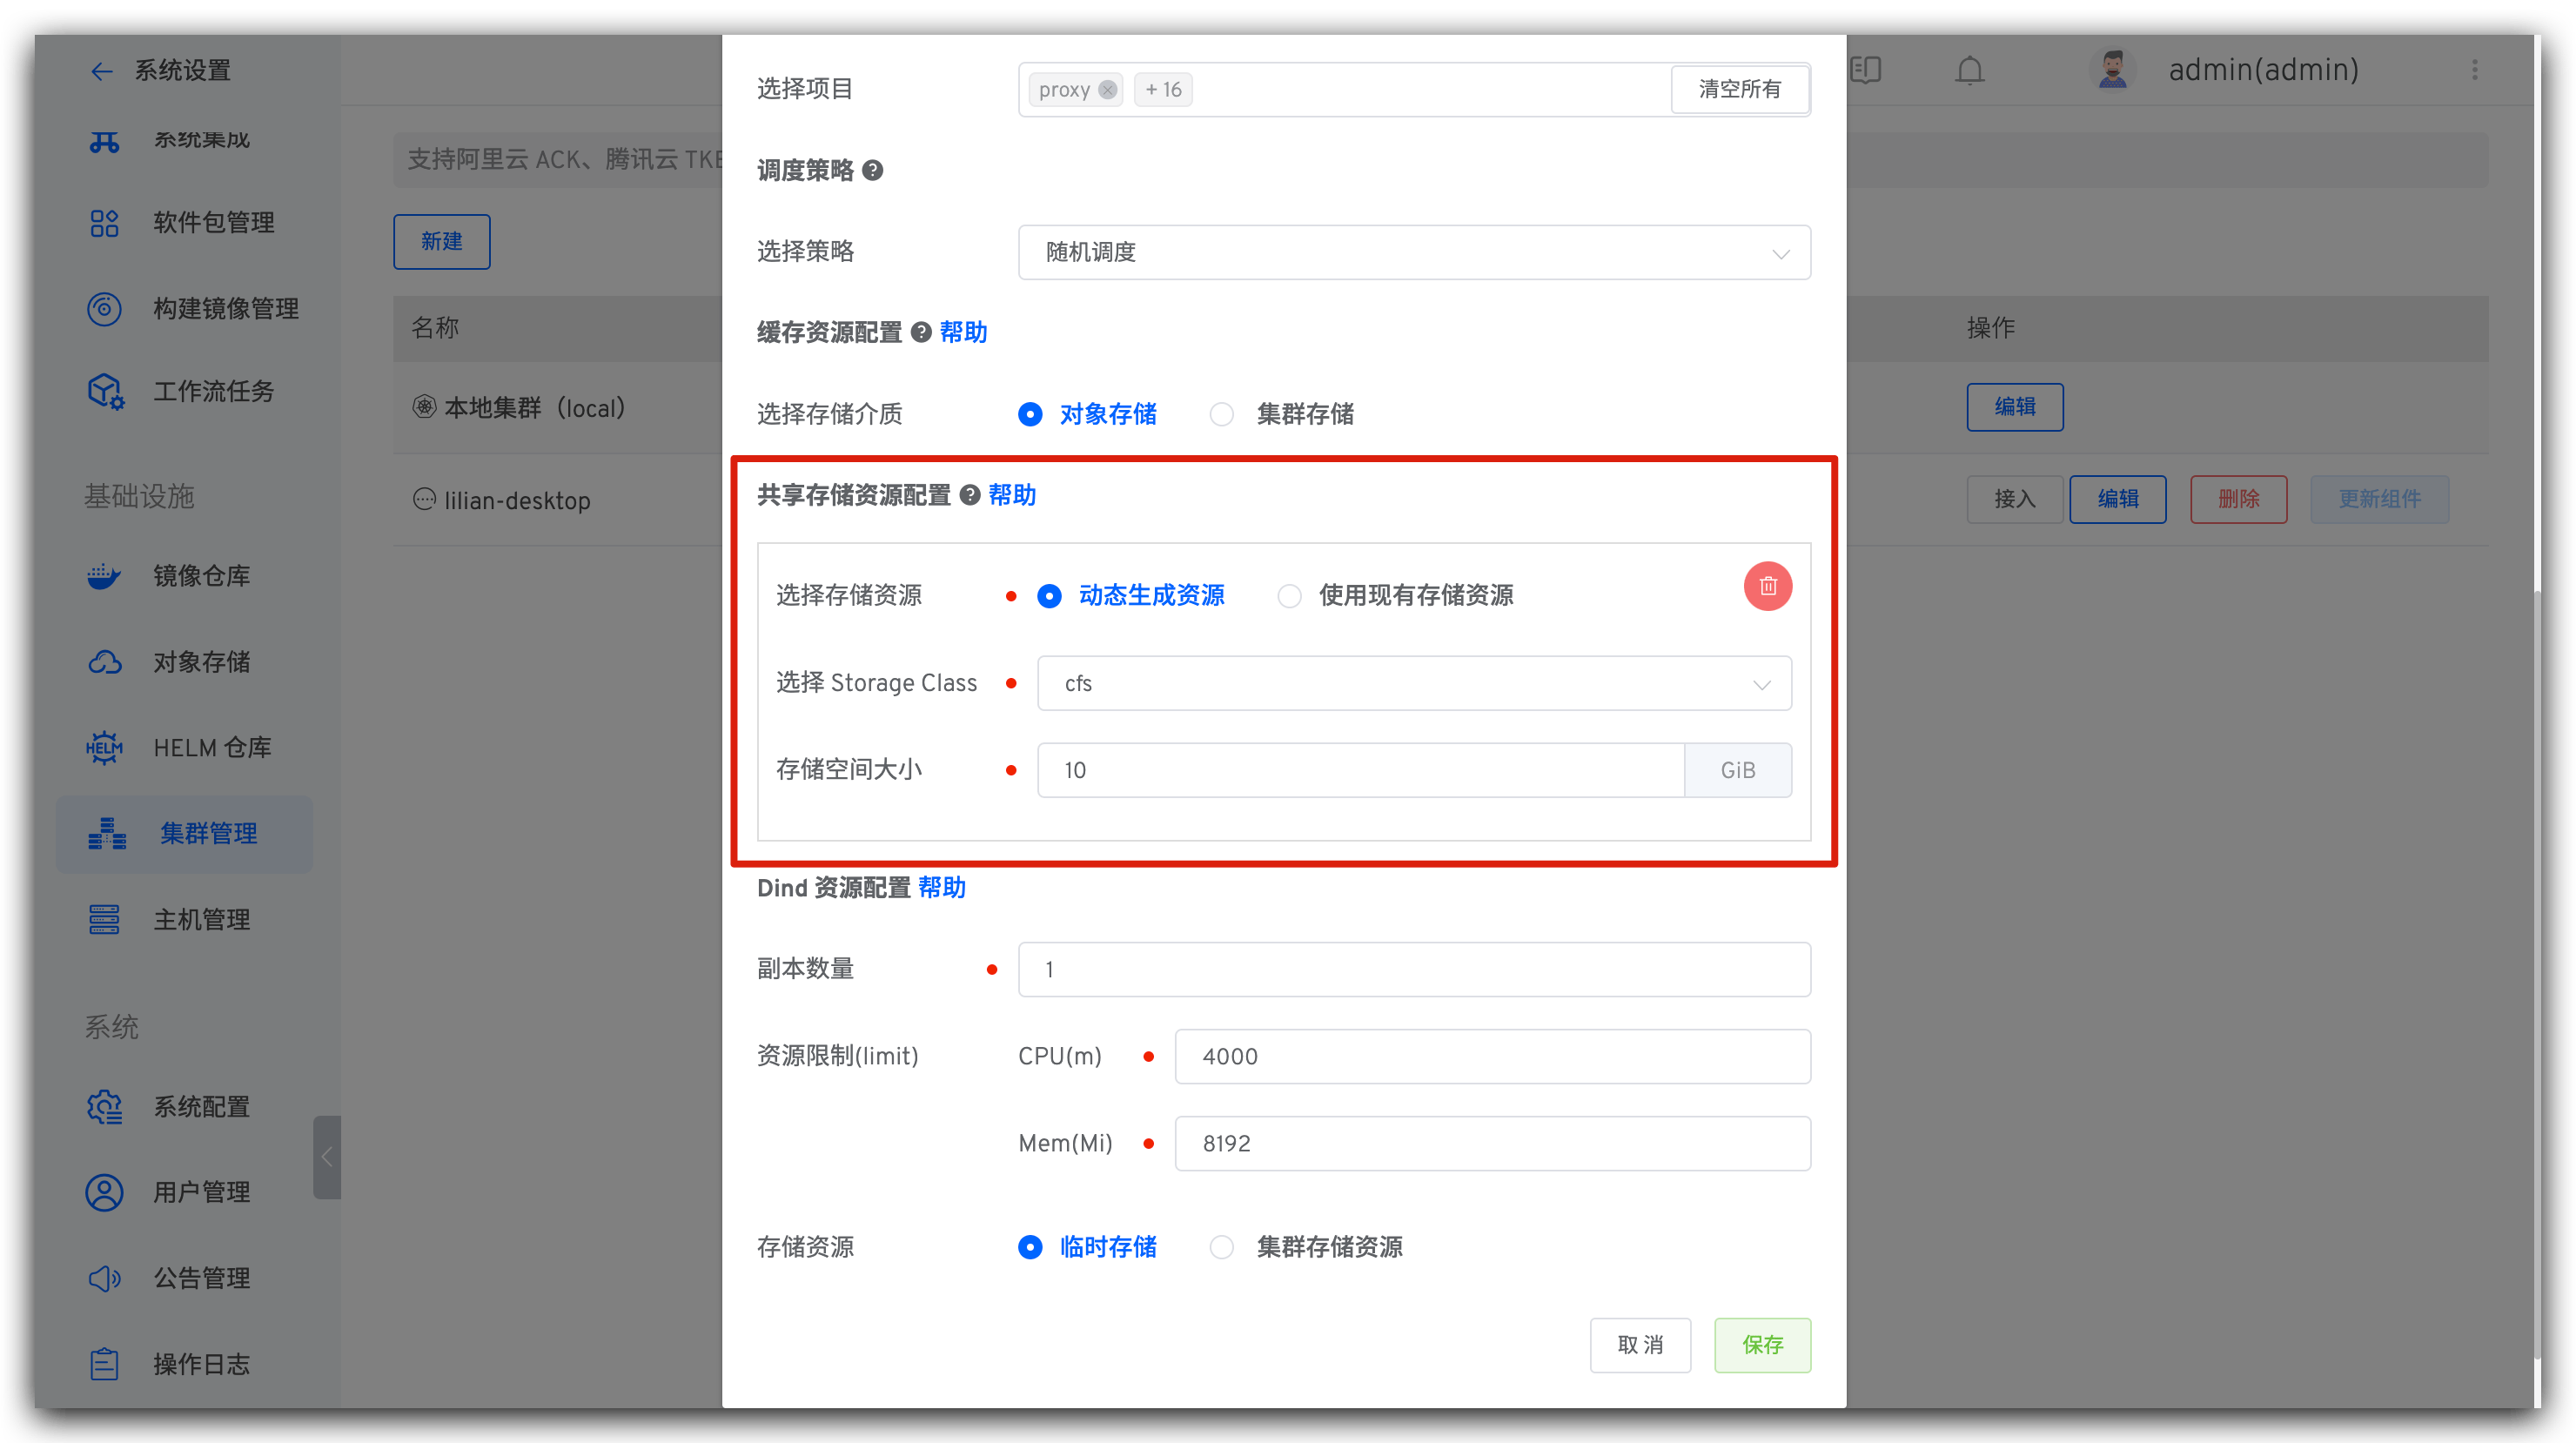 系统设置
系统集成
软件包管理
构建镜像管理
工作流任务
基础设施
镜像仓库
对象存储
HELM 仓库
集群管理
主机管理
系统
系统配置
用户管理
公告管理
操作日志
admin(admin)
支持阿里云 ACK、腾讯云 TKE
新建
名称
操作
本地集群（local）
编辑
lilian-desktop
接入
编辑
删除
更新组件
选择项目
proxy
+ 16
清空所有
调度策略
选择策略
随机调度
缓存资源配置 帮助
选择存储介质
对象存储
集群存储
共享存储资源配置 帮助
选择存储资源
动态生成资源
使用现有存储资源
选择 Storage Class
cfs
存储空间大小
10
GiB
Dind 资源配置 帮助
副本数量
1
资源限制(limit)
CPU(m)
4000
Mem(Mi)
8192
存储资源
临时存储
集群存储资源
取 消
保存